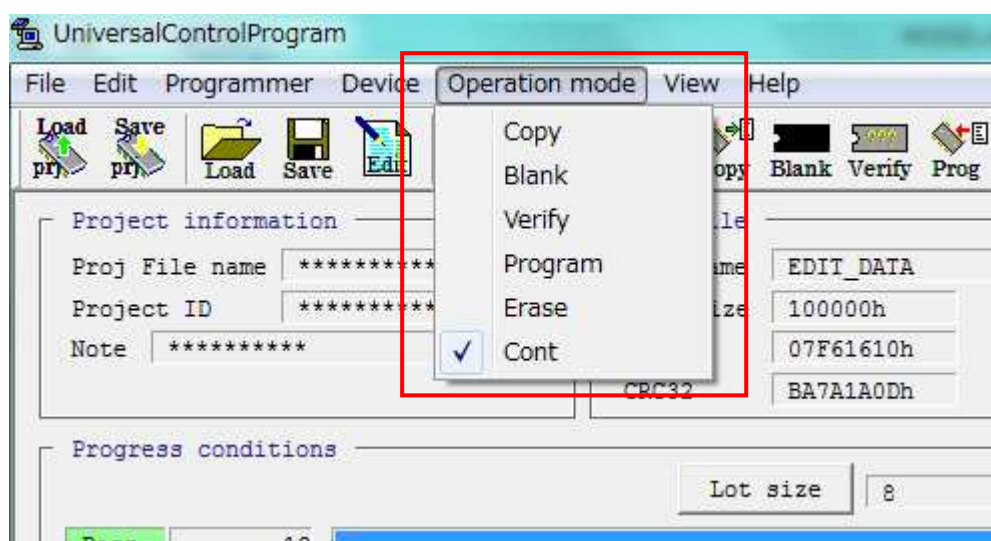 UniversalControlProgram
File Edit Programmer Device Operation mode View Help
Load prj Save prj Load Save Edit Blank Verify Prog
Copy
Blank
Verify
Program
Erase
Cont
Project information
Proj File name **********
Project ID **********
Note **********
EDIT_DATA
100000h
07F61610h
CRC32 BA7A1A0Dh
Progress conditions
Lot size 8